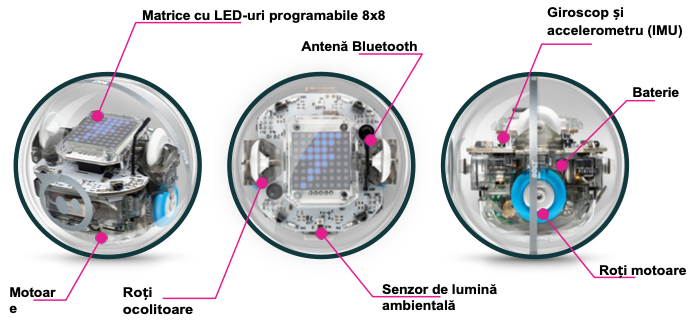 Matrice cu LED-uri programabile 8x8
Antenă Bluetooth
Giroscop și
accelerometru (IMU)
Baterie
Motoar
e
Roți
ocolitoare
Senzor de lumină
ambientală
Roți motoare